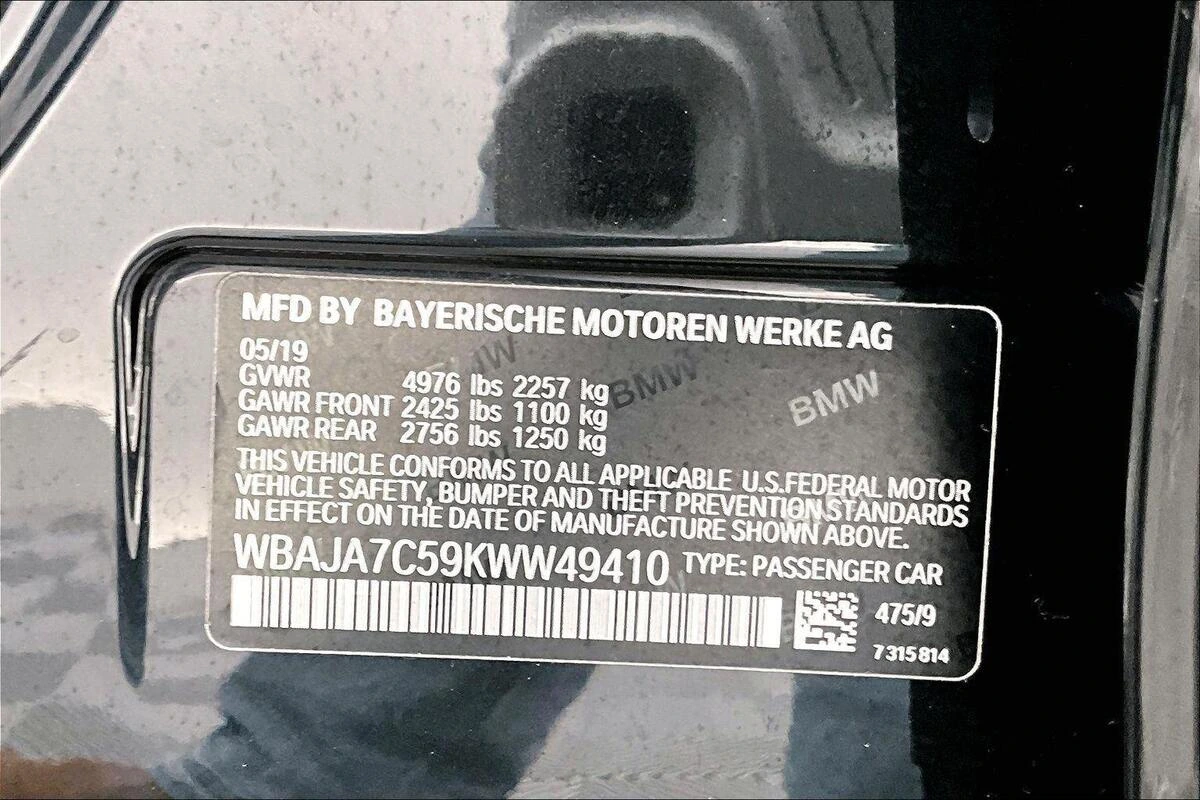 MFD BY BAYERISCHE MOTOREN WERKE AG
05/19
GVWR 4976 lbs 2257 kg
GAWR FRONT 2425 lbs 1100 kg
GAWR REAR 2756 lbs 1250 kg
THIS VEHICLE CONFORMS TO ALL APPLICABLE U.S.FEDERAL MOTOR
VEHICLE SAFETY, BUMPER AND THEFT PREVENTION STANDARDS
IN EFFECT ON THE DATE OF MANUFACTURE SHOWN ABOVE.
WBAJA7C59KWW49410 TYPE: PASSENGER CAR
475/9
7315814
BMW
BMW
BMW